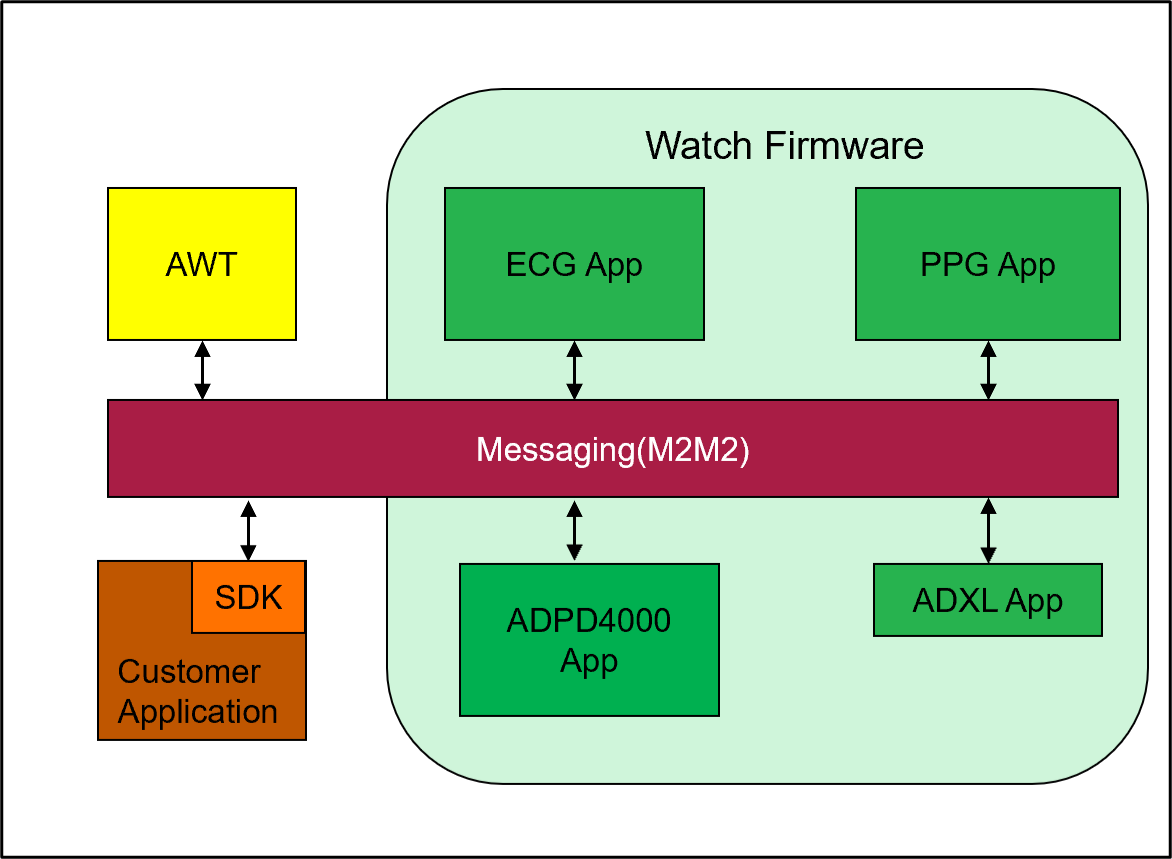 Watch Firmware
AWT
ECG App
PPG App
Messaging(M2M2)
SDK
Customer
Application
ADPD4000
App
ADXL App